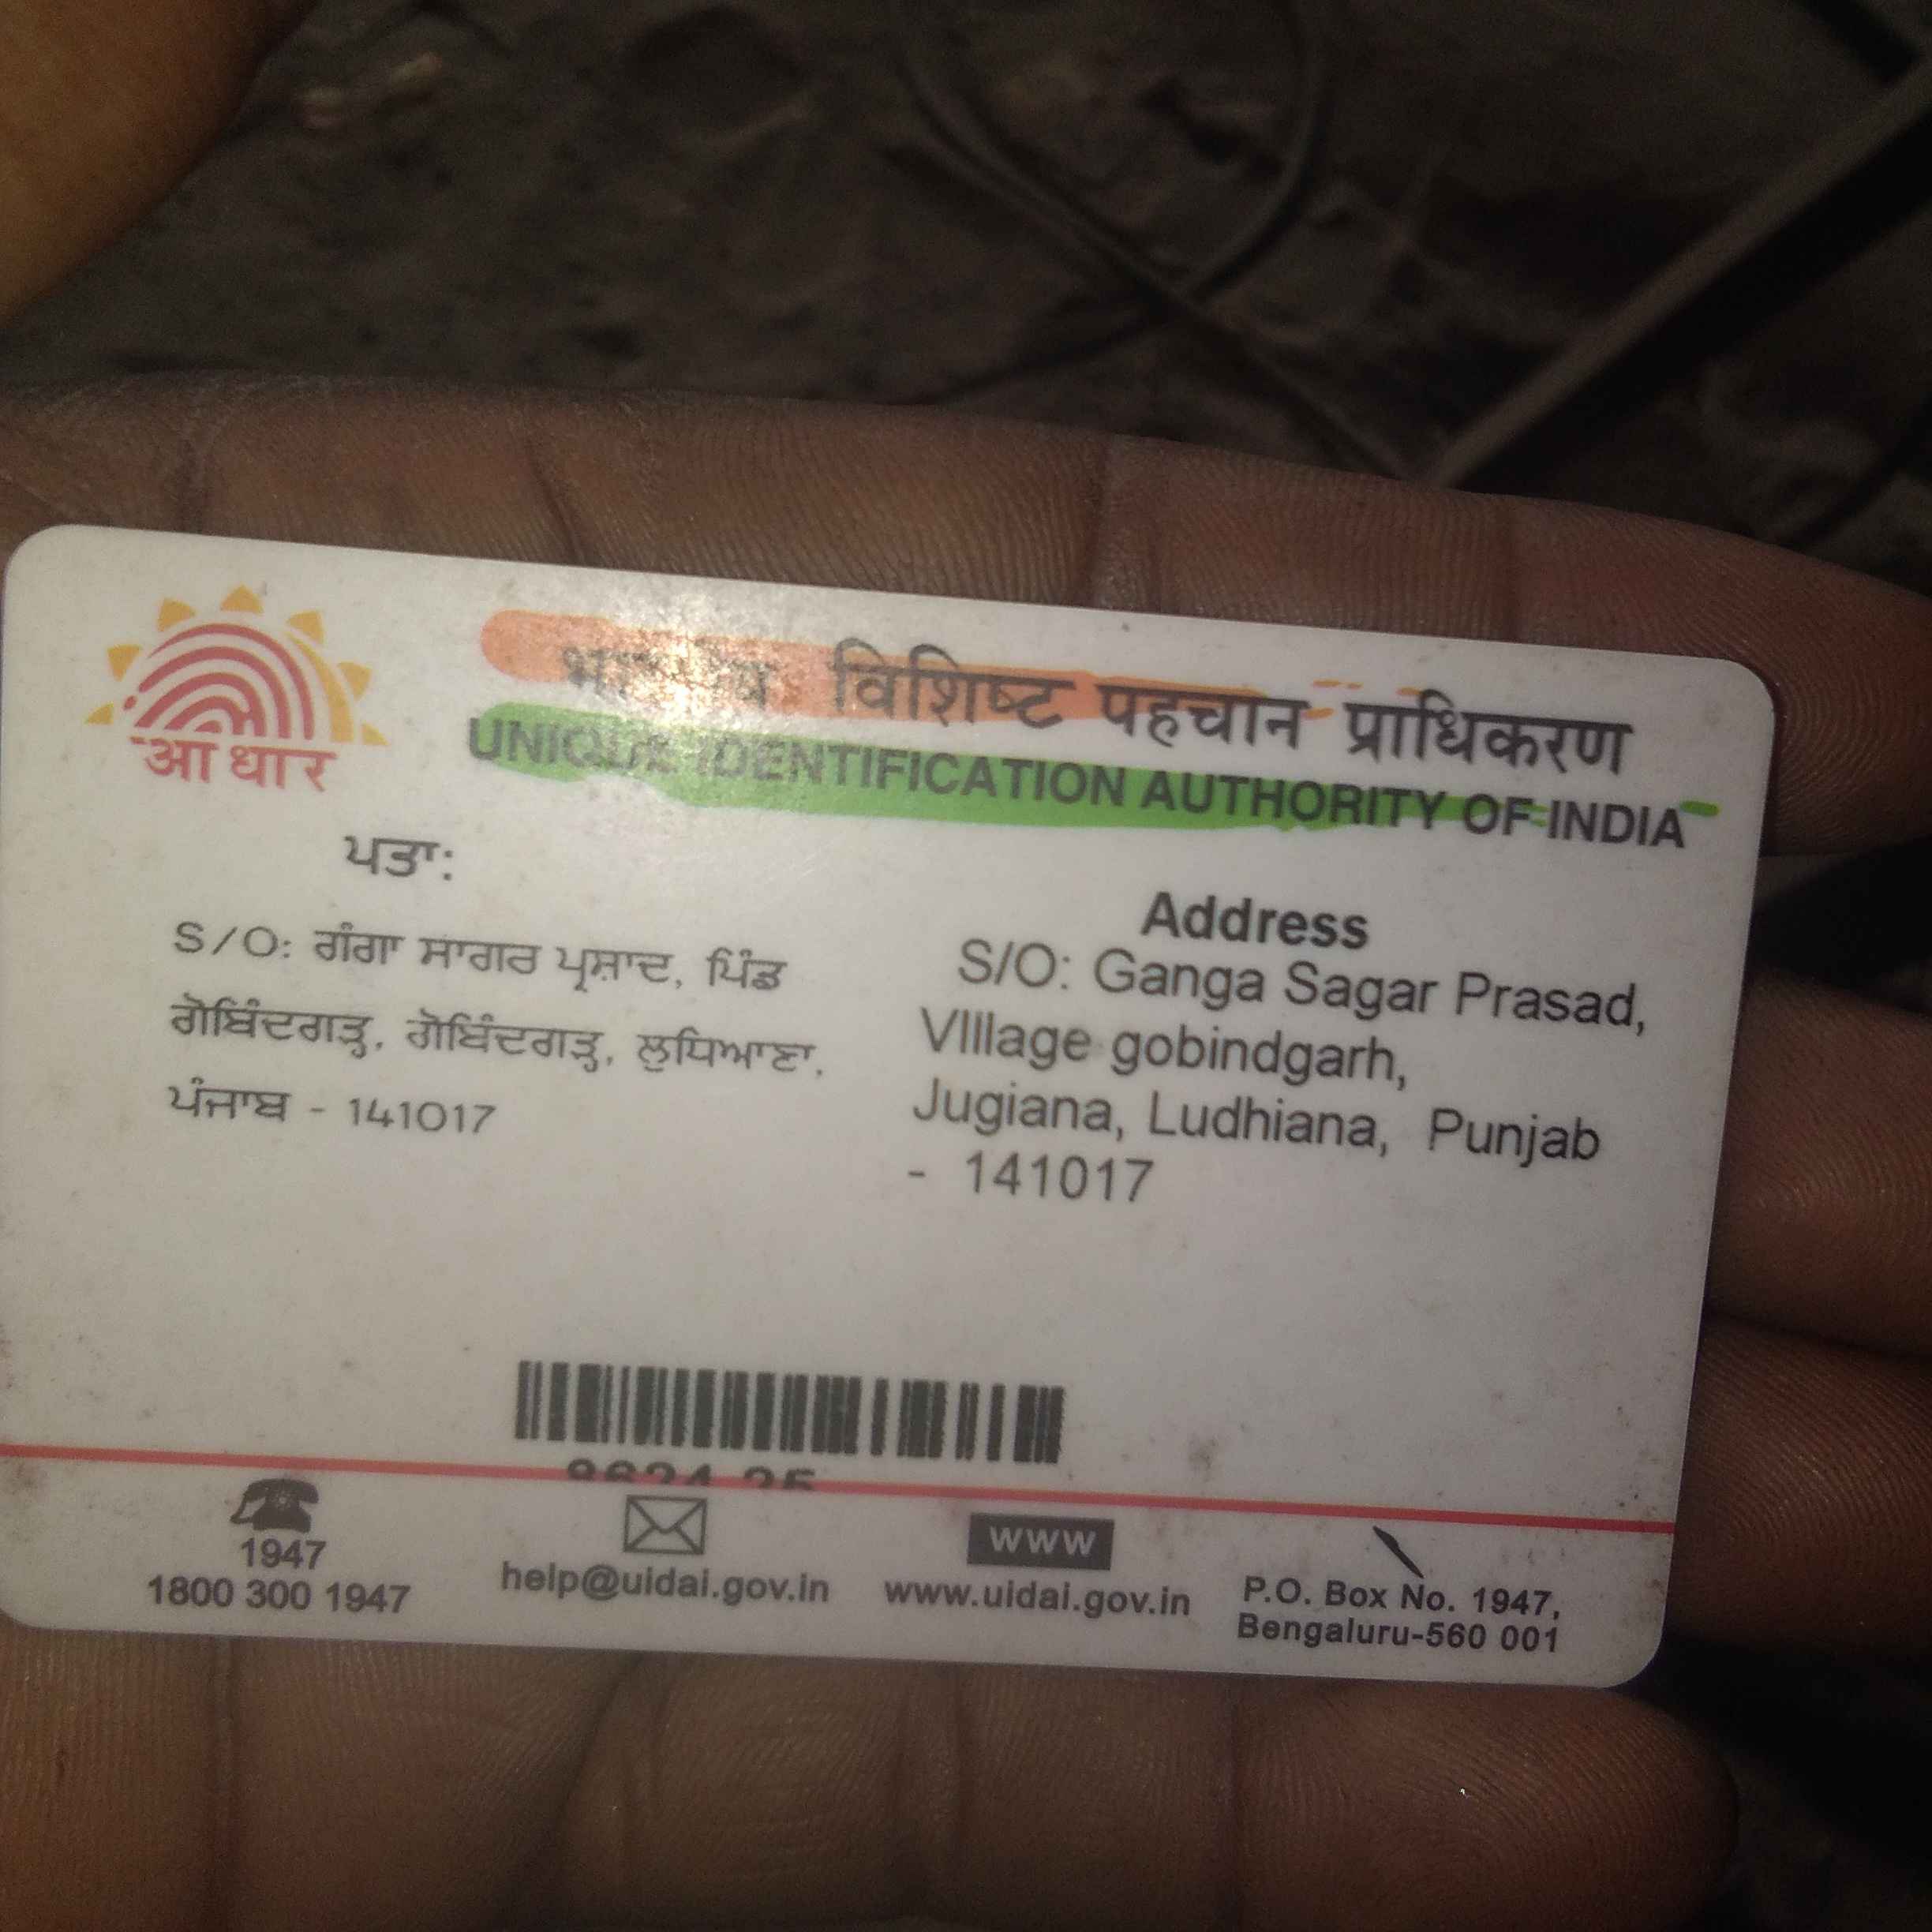 भारतीय विशिष्ट पहचान प्राधिकरण
UNIQUE IDENTIFICATION AUTHORITY OF INDIA
आधार
ਪਤਾ:
S/O: ਗੰਗਾ ਸਾਗਰ ਪ੍ਰਸ਼ਾਦ, ਪਿੰਡ
ਗੋਬਿੰਦਗੜ੍ਹ, ਗੋਬਿੰਦਗੜ੍ਹ, ਲੁਧਿਆਣਾ,
ਪੰਜਾਬ - 141017
Address
S/O: Ganga Sagar Prasad,
VIllage gobindgarh,
Jugiana, Ludhiana, Punjab
- 141017
1947
1800 300 1947
help@uidai.gov.in
WWW
www.uidai.gov.in
P.O. Box No. 1947,
Bengaluru-560 001